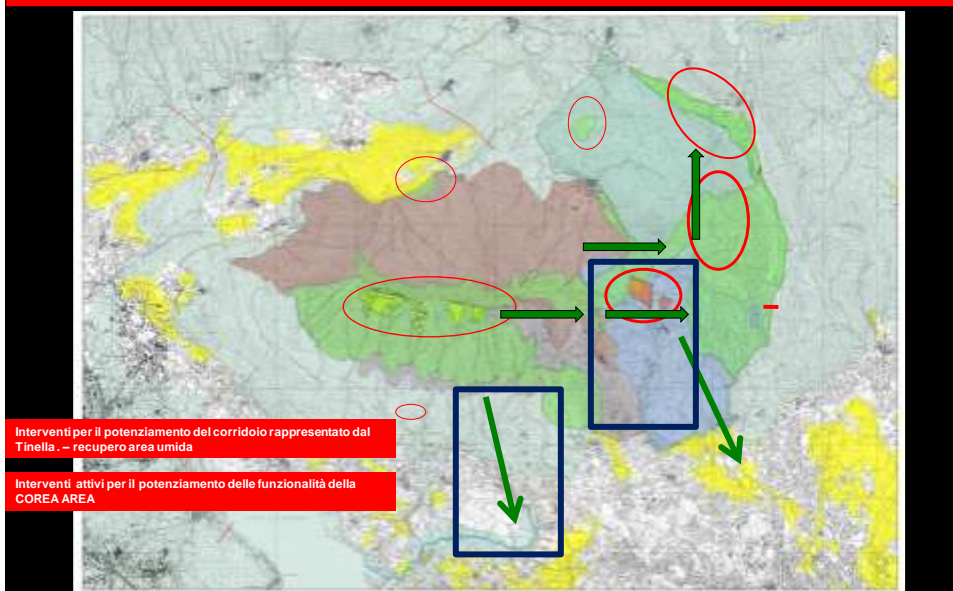 Interventi per il potenziamento del corridoio rappresentato dal
Tinella . – recupero area umida
Interventi attivi per il potenziamento delle funzionalità della
COREA AREA